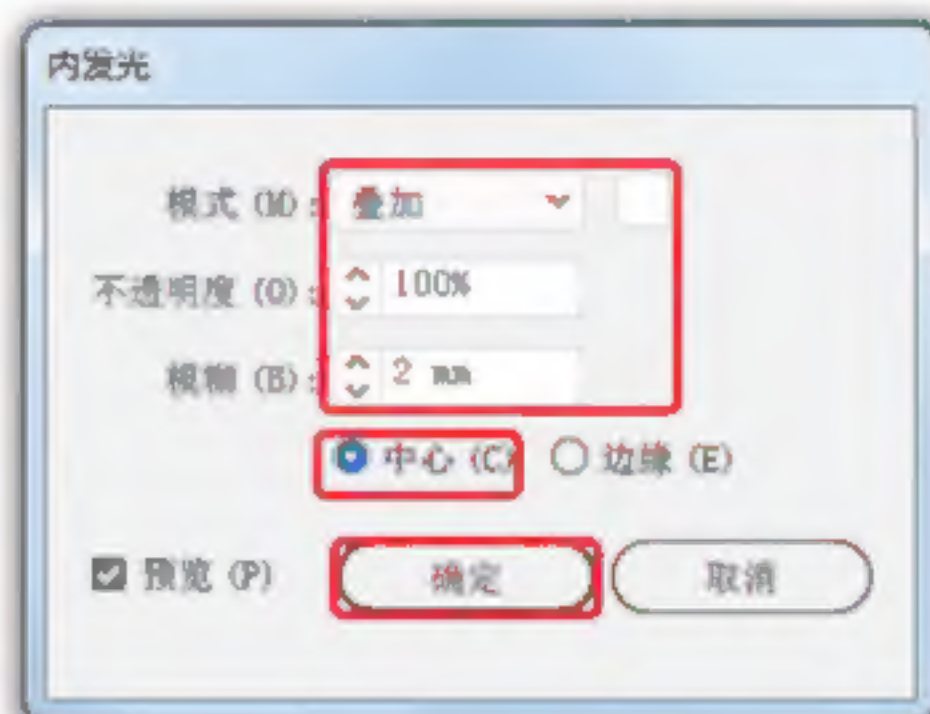 内发光
模式 (M): 叠加
不透明度 (O): 100%
模糊 (B): 2 mm
中心 (C) 边缘 (E)
预览 (P) 确定 取消